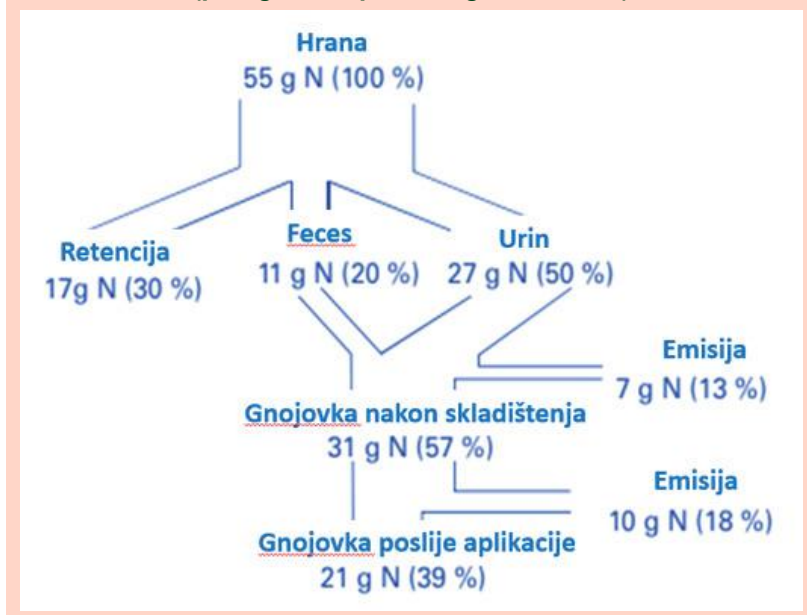 Hrana
55 g N (100 %)
Retencija
17g N (30 %)
Feces
11 g N (20 %)
Urin
27 g N (50 %)
Emisija
7 g N (13 %)
Gnojovka nakon skladištenja
31 g N (57 %)
Emisija
10 g N (18 %)
Gnojovka poslije aplikacije
21 g N (39 %)